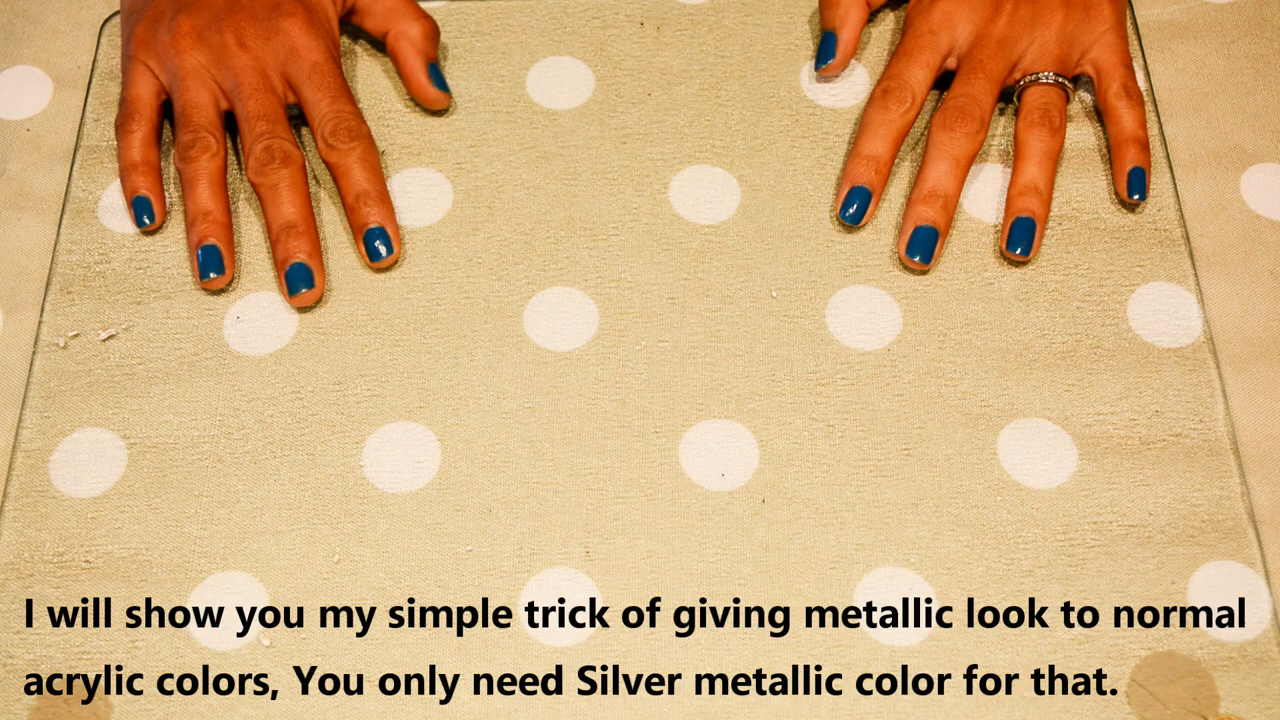 I will show you my simple trick of giving metallic look to normal
acrylic colors, You only need Silver metallic color for that.